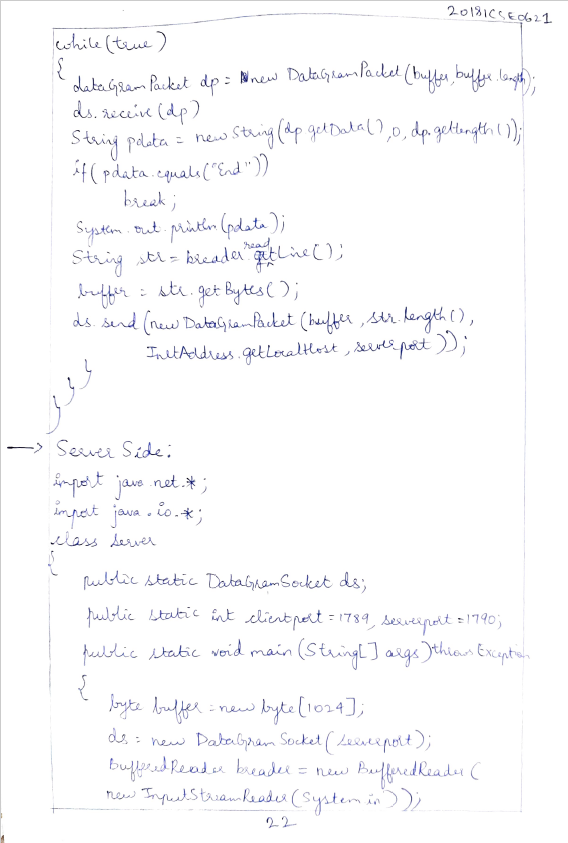 20181CSE0621
while(true)
{
dataGramPacket dp = new DataGramPacket(buffer, buffer.length);
ds.receive(dp)
String pdata = new String(dp getData(), 0, dp.getlength());
if(pdata.equals("End"))
break;
System.out.println(pdata);
String str = breader.readLine();
buffer = str.getBytes();
ds.send(new DataGramPacket(buffer, str.length(),
InetAddress.getLocalHost, serverport));
}
}
}
→ Server Side:
import java.net.*;
import java.io.*;
class Server
{
public static DataGramSocket ds;
public static int clientport = 1789, serverport = 1790;
public static void main(String[] args)throws Exception
{
byte buffer = new byte[1024];
ds = new DataGramSocket(serverport);
BufferedReader breader = new BufferedReader(
new InputStreamReader(System in));
22